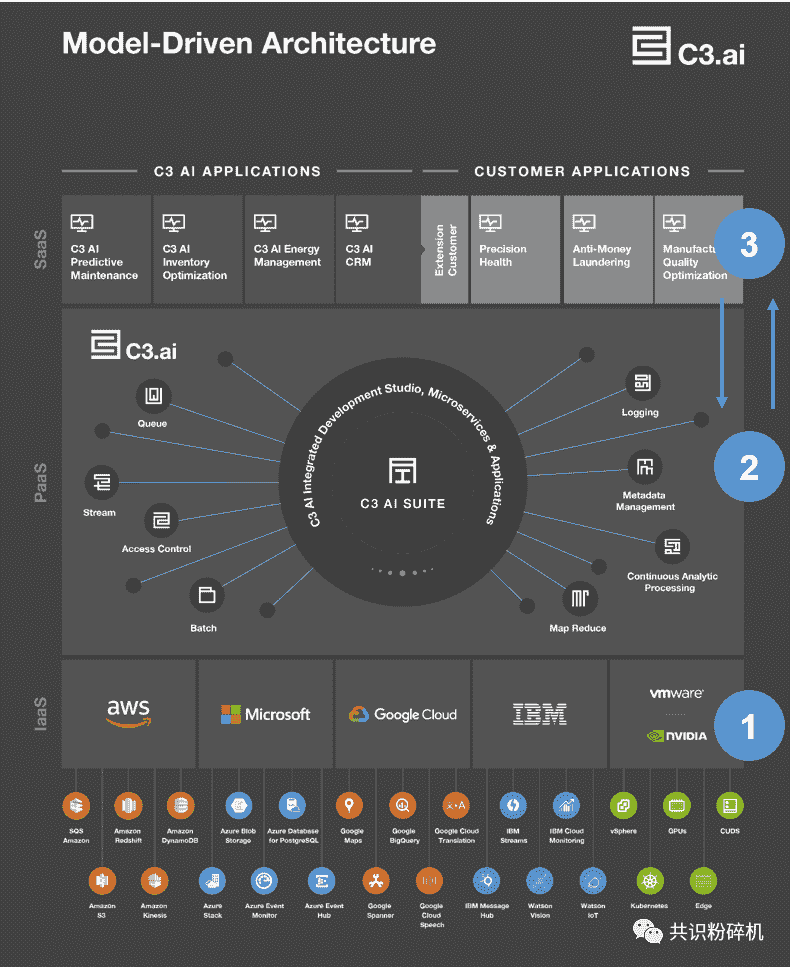 Model-Driven Architecture
C3.ai
C3 AI APPLICATIONS
CUSTOMER APPLICATIONS
SaaS
C3 AI
Predictive
Maintenance
C3 AI
Inventory
Optimization
C3 AI Energy
Management
C3 AI
CRM
Extension
Customer
Precision
Health
Anti-Money
Laundering
Manufact
Quality
Optimization
3
PaaS
C3.ai
Queue
Stream
Access Control
Batch
C3 AI Integrated Development Studio, Microservices & Applications
C3 AI SUITE
Logging
Metadata
Management
Continuous Analytic
Processing
Map Reduce
2
IaaS
aws
Microsoft
Google Cloud
IBM
vmware
NVIDIA
1
SQS
Amazon
Amazon
Redshift
Amazon
DynamoDB
Azure Blob
Storage
Azure Database
for PostgreSQL
Google
Maps
Google
BigQuery
Google Cloud
Translation
IBM
Streams
IBM Cloud
Monitoring
vSphere
GPUs
CUDS
Amazon
S3
Amazon
Kinesis
Azure
Stack
Azure Event
Monitor
Azure Event
Hub
Google
Spanner
Google
Cloud
Speech
IBM Message
Hub
Watson
Vision
Watson
IoT
Kubernetes
Edge
共识粉碎机